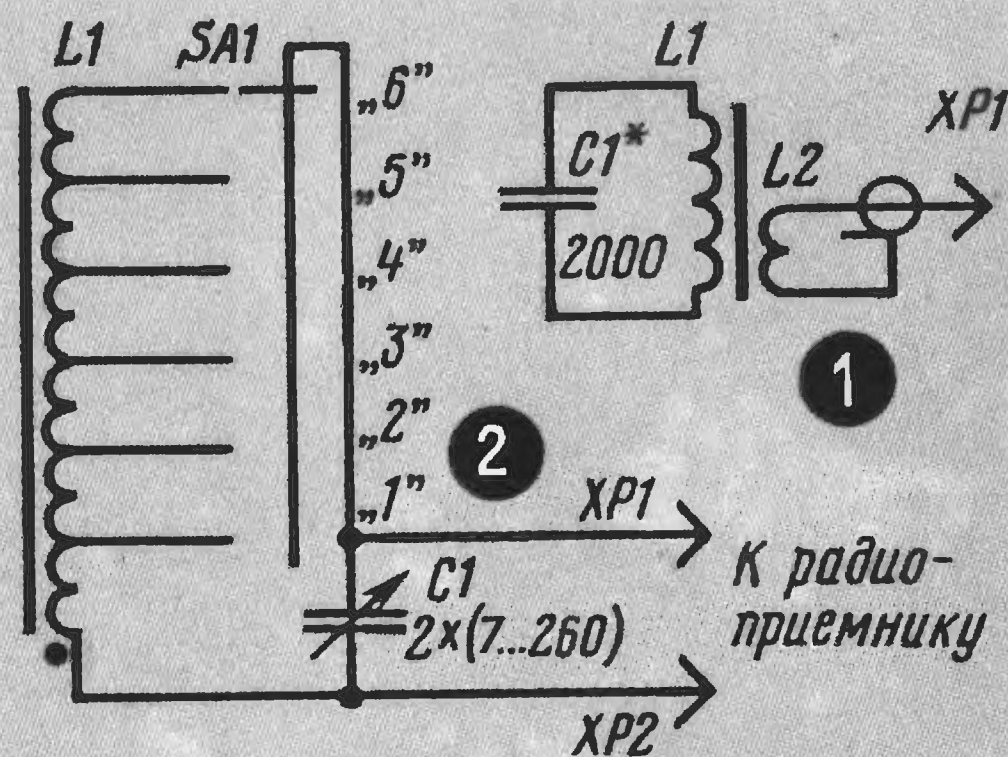 L1 SA1
„6”
„5”
„4”
„3”
„2”
„1”
C1
2×(7...260)
XP1
XP2
К радио-
приемнику
2
L1
C1*
2000
L2
XP1
1